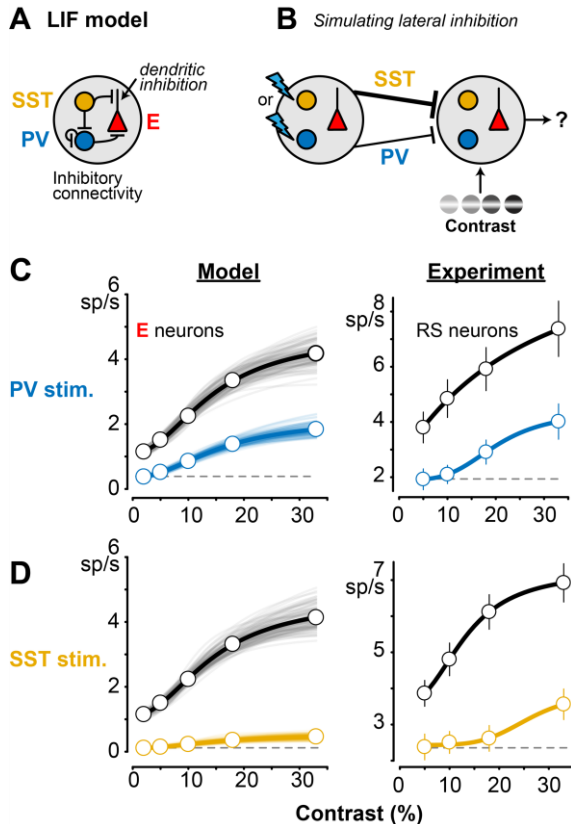 A LIF model
B Simulating lateral inhibition
dendritic
inhibition
SST
E
PV
Inhibitory
connectivity
or
SST
PV
?
Contrast
C
Model
Experiment
PV stim.
6
sp/s
4
2
0
E neurons
0 10 20 30
8
sp/s
6
4
2
RS neurons
0 10 20 30
D
SST stim.
6
sp/s
4
2
0
0 10 20 30
sp/s
7
5
3
0 10 20 30
Contrast (%)